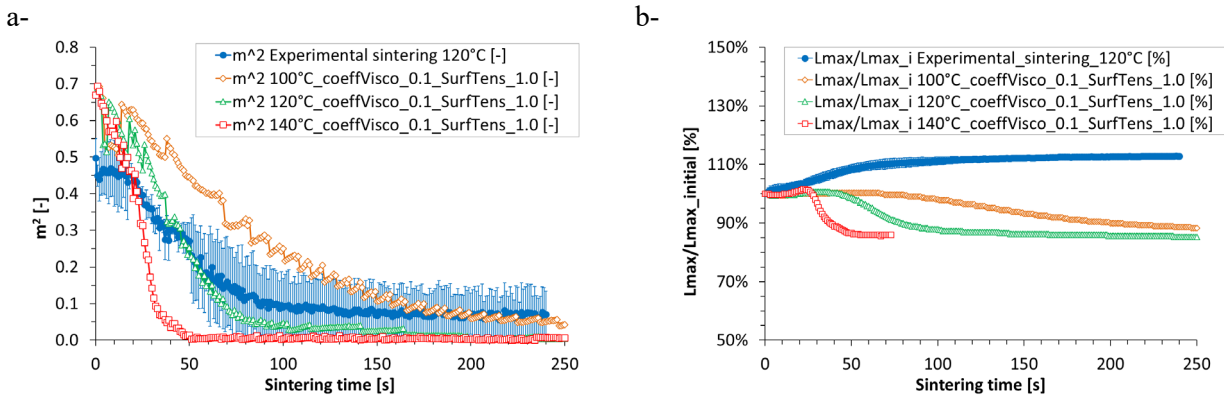 a-
0.8
0.7
0.6
0.5
0.4
0.3
0.2
0.1
0.0
m² [-]
m^2 Experimental sintering 120°C [-]
m^2 100°C_coeffVisco_0.1_SurfTens_1.0 [-]
m^2 120°C_coeffVisco_0.1_SurfTens_1.0 [-]
m^2 140°C_coeffVisco_0.1_SurfTens_1.0 [-]
0 50 100 150 200 250
Sintering time [s]
b-
150%
130%
110%
90%
70%
50%
Lmax/Lmax_initial [%]
Lmax/Lmax_i Experimental_sintering_120°C [%]
Lmax/Lmax_i 100°C_coeffVisco_0.1_SurfTens_1.0 [%]
Lmax/Lmax_i 120°C_coeffVisco_0.1_SurfTens_1.0 [%]
Lmax/Lmax_i 140°C_coeffVisco_0.1_SurfTens_1.0 [%]
0 50 100 150 200 250
Sintering time [s]